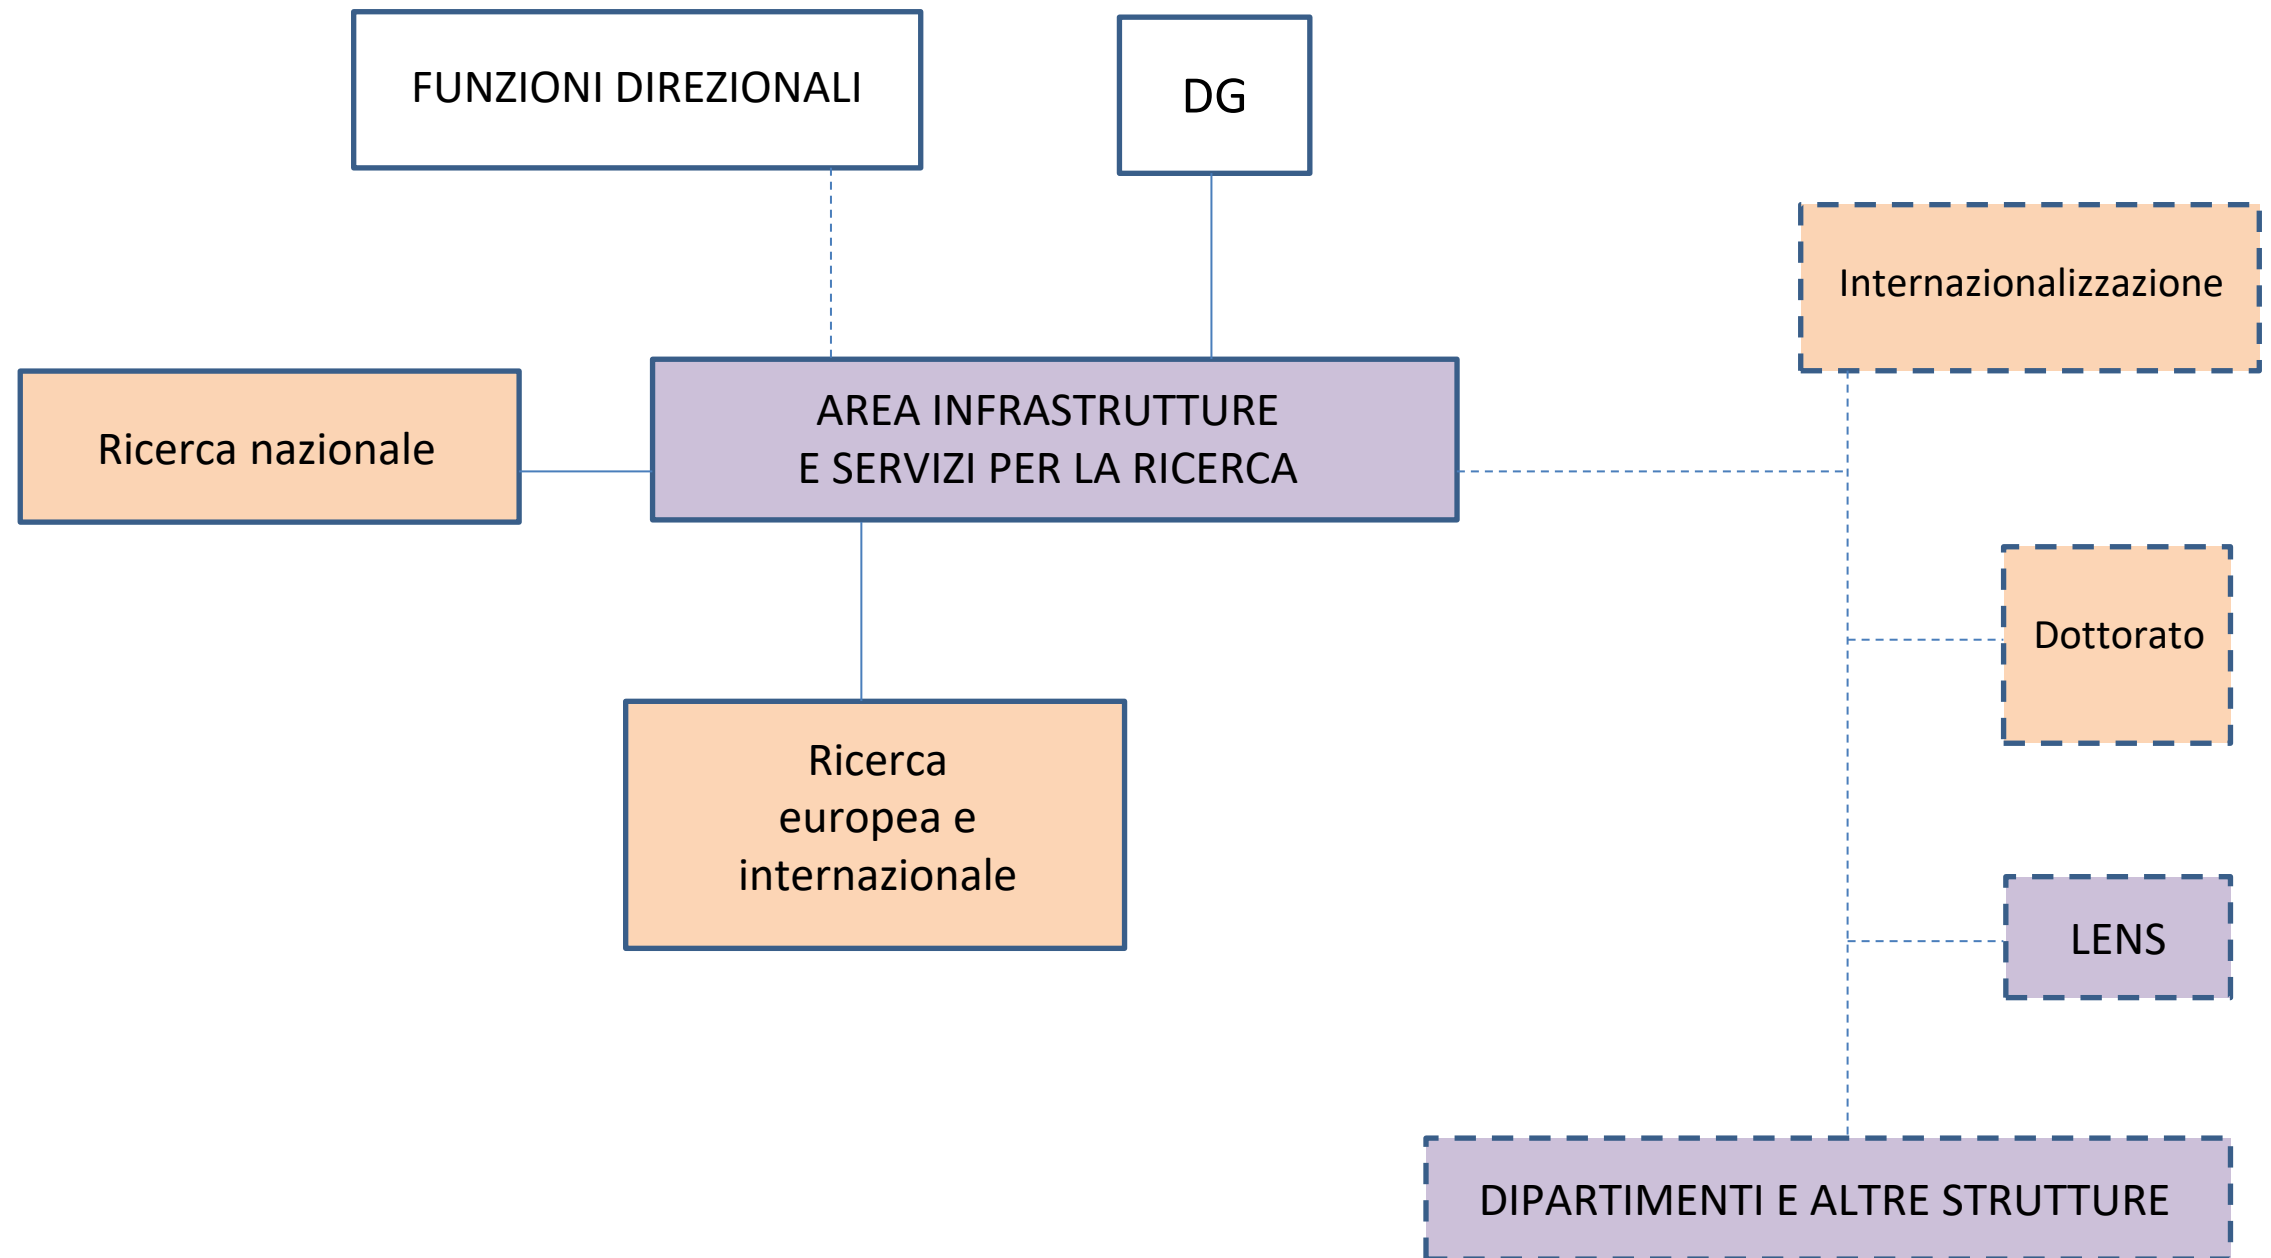 FUNZIONI DIREZIONALI
DG
Internazionalizzazione
Ricerca nazionale
AREA INFRASTRUTTURE
E SERVIZI PER LA RICERCA
Dottorato
Ricerca
europea e
internazionale
LENS
DIPARTIMENTI E ALTRE STRUTTURE